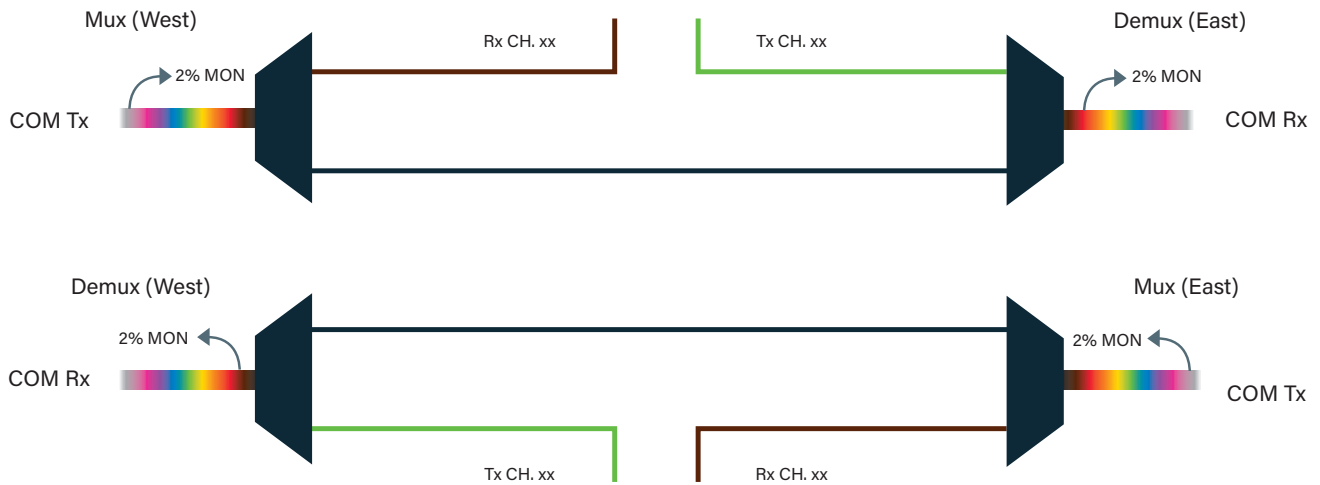 Mux (West)
Demux (East)
Rx CH. xx
Tx CH. xx
2% MON
2% MON
COM Tx
COM Rx
Demux (West)
Mux (East)
2% MON
2% MON
COM Rx
COM Tx
Tx CH. xx
Rx CH. xx